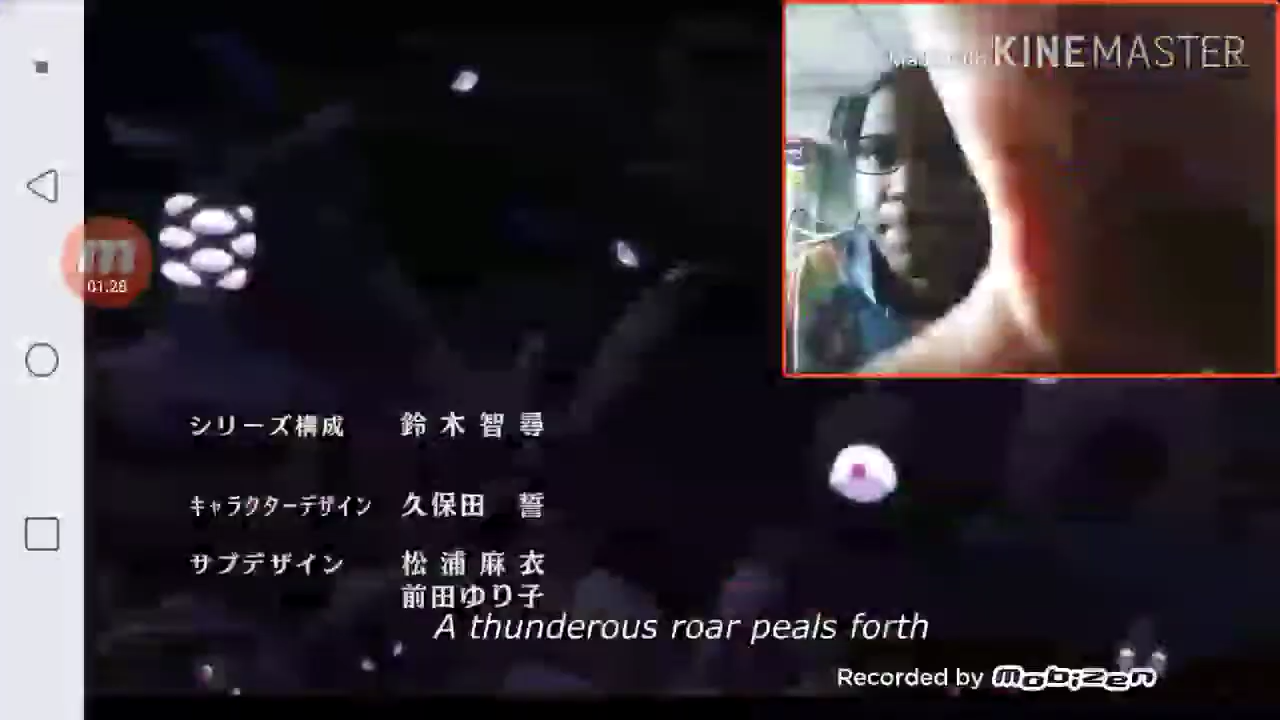 Made with KINEMASTER
m
01:28
シリーズ構成 鈴木智尋
キャラクターデザイン 久保田 誓
サブデザイン 松浦麻衣
前田ゆり子
A thunderous roar peals forth
Recorded by mobizen